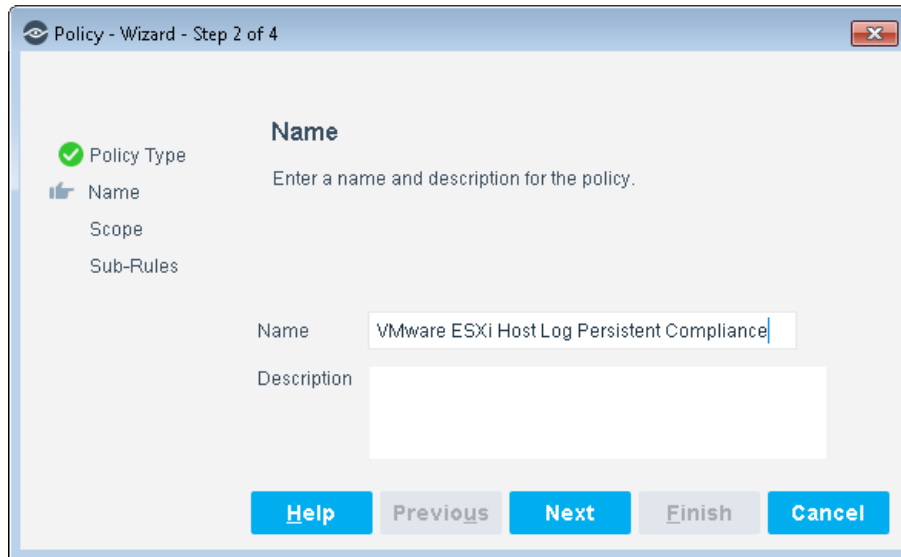 Policy - Wizard - Step 2 of 4
Policy Type
Name
Scope
Sub-Rules
Name
Enter a name and description for the policy.
Name VMware ESXi Host Log Persistent Compliance
Description
Help Previous Next Finish Cancel